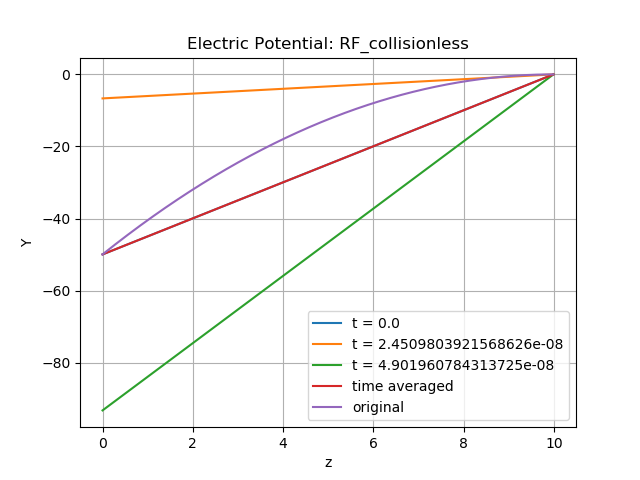 Electric Potential: RF_collisionless
0
−20
−40
−60
−80
Y
0 2 4 6 8 10
z
t = 0.0
t = 2.4509803921568626e-08
t = 4.901960784313725e-08
time averaged
original